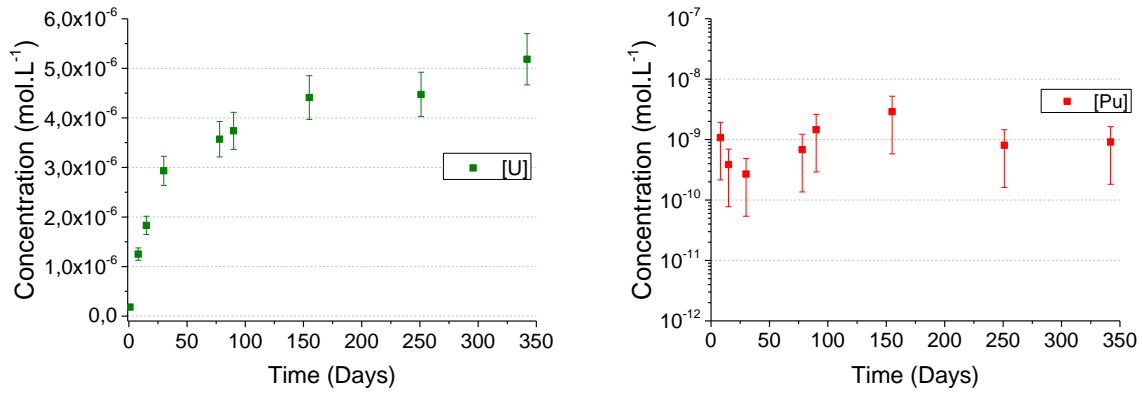 Concentration (mol.L⁻¹)
6,0x10⁻⁶
5,0x10⁻⁶
4,0x10⁻⁶
3,0x10⁻⁶
2,0x10⁻⁶
1,0x10⁻⁶
0,0
[U]
0 50 100 150 200 250 300 350
Time (Days)
Concentration (mol.L⁻¹)
10⁻⁷
10⁻⁸
10⁻⁹
10⁻¹⁰
10⁻¹¹
10⁻¹²
[Pu]
0 50 100 150 200 250 300 350
Time (Days)